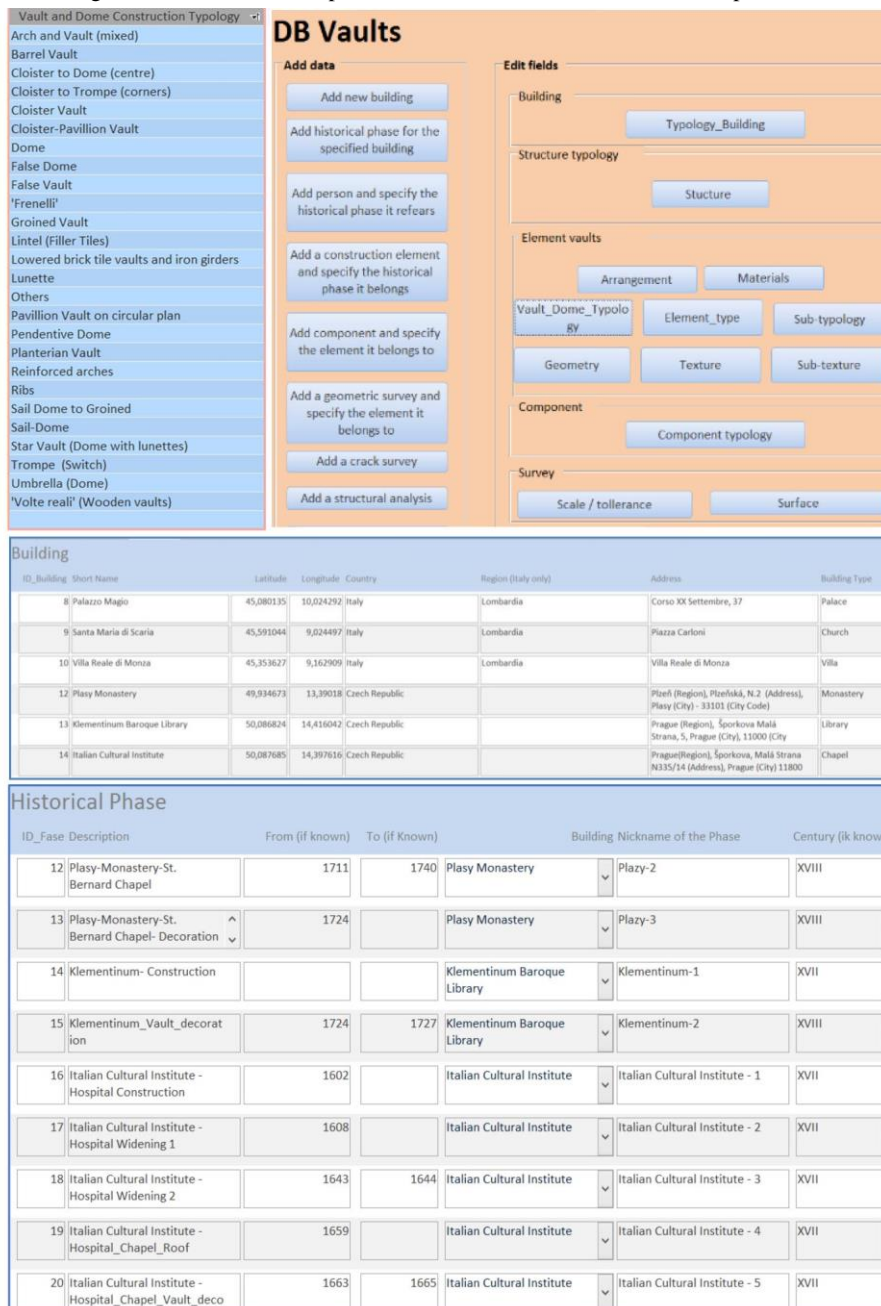 Vault and Dome Construction Typology
Arch and Vault (mixed)
Barrel Vault
Cloister to Dome (centre)
Cloister to Trompe (corners)
Cloister Vault
Cloister-Pavillion Vault
Dome
False Dome
False Vault
'Frenelli'
Groined Vault
Lintel (Filler Tiles)
Lowered brick tile vaults and iron girders
Lunette
Others
Pavillion Vault on circular plan
Pendentive Dome
Planterian Vault
Reinforced arches
Ribs
Sail Dome to Groined
Sail-Dome
Star Vault (Dome with lunettes)
Trompe (Switch)
Umbrella (Dome)
'Volte reali' (Wooden vaults)
DB Vaults
Add data
Add new building
Add historical phase for the
specified building
Add person and specify the
historical phase it refears
Add a construction element
and specify the historical
phase it belongs
Add component and specify
the element it belongs to
Add a geometric survey and
specify the element it
belongs to
Add a crack survey
Add a structural analysis
Edit fields
Building
Typology_Building
Structure typology
Stucture
Element vaults
Arrangement Materials
Vault_Dome_Typolo
gy
Element_type Sub-typology
Geometry Texture Sub-texture
Component
Component typology
Survey
Scale / tollerance Surface
Building
ID_Building Short Name Latitude Longitude Country Region (Italy only) Address Building Type
8 Palazzo Magio 45,080135 10,024292 Italy Lombardia Corso XX Settembre, 37 Palace
9 Santa Maria di Scaria 45,591044 9,024497 Italy Lombardia Piazza Carloni Church
10 Villa Reale di Monza 45,353627 9,162909 Italy Lombardia Villa Reale di Monza Villa
12 Plasy Monastery 49,934673 13,39018 Czech Republic Plzeň (Region), Plzeňská, N.2 (Address), Monastery
Plasy (City) - 33101 (City Code)
13 Klementinum Baroque Library 50,086824 14,416042 Czech Republic Prague (Region), Šporkova Malá Library
Strana, 5, Prague (City), 11000 (City
14 Italian Cultural Institute 50,087685 14,397616 Czech Republic Prague(Region), Šporkova, Malá Strana Chapel
N335/14 (Address), Prague (City) 11800
Historical Phase
ID_Fase Description From (if known) To (if Known) Building Nickname of the Phase Century (ik know
12 Plasy-Monastery-St. 1711 1740 Plasy Monastery Plazy-2 XVIII
Bernard Chapel
13 Plasy-Monastery-St. 1724 Plasy Monastery Plazy-3 XVIII
Bernard Chapel- Decoration
14 Klementinum- Construction Klementinum Baroque Klementinum-1 XVII
Library
15 Klementinum_Vault_decorat 1724 1727 Klementinum Baroque Klementinum-2 XVIII
ion Library
16 Italian Cultural Institute - 1602 Italian Cultural Institute Italian Cultural Institute - 1 XVII
Hospital Construction
17 Italian Cultural Institute - 1608 Italian Cultural Institute Italian Cultural Institute - 2 XVII
Hospital Widening 1
18 Italian Cultural Institute - 1643 1644 Italian Cultural Institute Italian Cultural Institute - 3 XVII
Hospital Widening 2
19 Italian Cultural Institute - 1659 Italian Cultural Institute Italian Cultural Institute - 4 XVII
Hospital_Chapel_Roof
20 Italian Cultural Institute - 1663 1665 Italian Cultural Institute Italian Cultural Institute - 5 XVII
Hospital_Chapel_Vault_deco